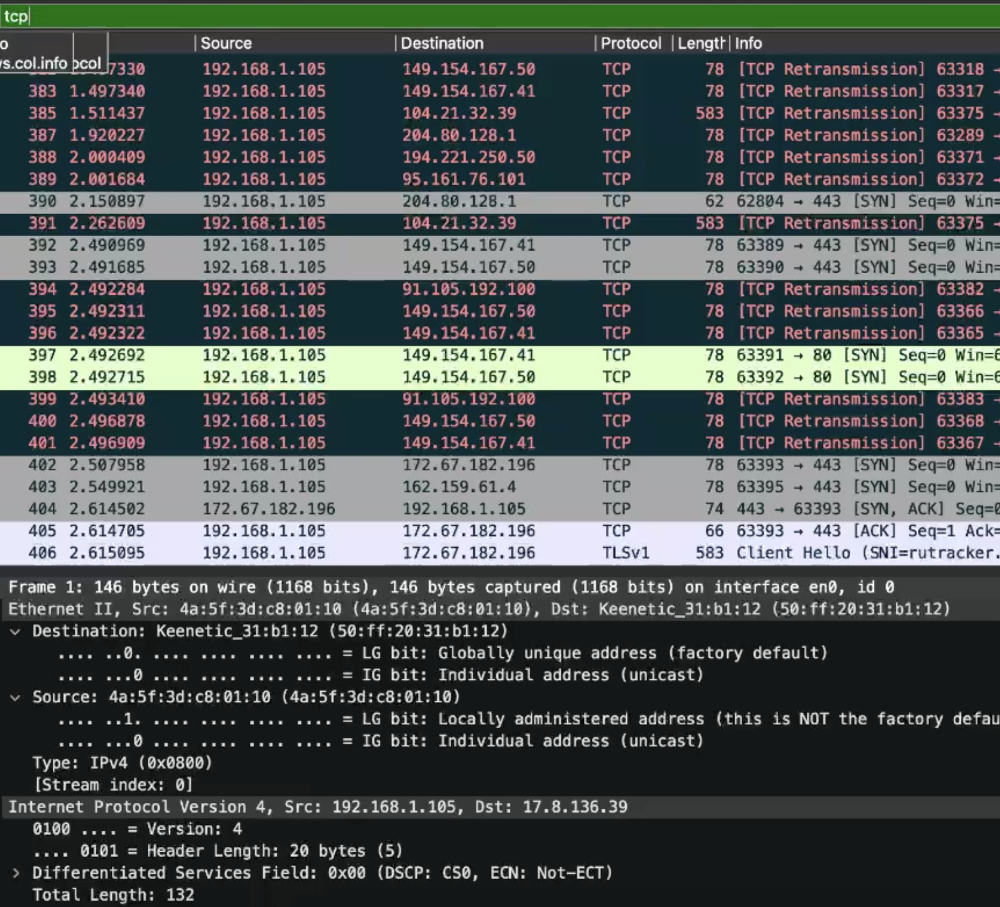 tcp
o | Source | Destination | Protocol | Length | Info
s.col.info ocol
7330 192.168.1.105 149.154.167.50 TCP 78 [TCP Retransmission] 63318
383 1.497340 192.168.1.105 149.154.167.41 TCP 78 [TCP Retransmission] 63317
385 1.511437 192.168.1.105 104.21.32.39 TCP 583 [TCP Retransmission] 63375
387 1.920227 192.168.1.105 204.80.128.1 TCP 78 [TCP Retransmission] 63289
388 2.000409 192.168.1.105 194.221.250.50 TCP 78 [TCP Retransmission] 63371
389 2.001684 192.168.1.105 95.161.76.101 TCP 78 [TCP Retransmission] 63372
390 2.150897 192.168.1.105 204.80.128.1 TCP 62 62804 → 443 [SYN] Seq=0 Win=
391 2.262609 192.168.1.105 104.21.32.39 TCP 583 [TCP Retransmission] 63375
392 2.490969 192.168.1.105 149.154.167.41 TCP 78 63389 → 443 [SYN] Seq=0 Win=
393 2.491685 192.168.1.105 149.154.167.50 TCP 78 63390 → 443 [SYN] Seq=0 Win=
394 2.492284 192.168.1.105 91.105.192.100 TCP 78 [TCP Retransmission] 63382
395 2.492311 192.168.1.105 149.154.167.50 TCP 78 [TCP Retransmission] 63366
396 2.492322 192.168.1.105 149.154.167.41 TCP 78 [TCP Retransmission] 63365
397 2.492692 192.168.1.105 149.154.167.41 TCP 78 63391 → 80 [SYN] Seq=0 Win=6
398 2.492715 192.168.1.105 149.154.167.50 TCP 78 63392 → 80 [SYN] Seq=0 Win=6
399 2.493410 192.168.1.105 91.105.192.100 TCP 78 [TCP Retransmission] 63383
400 2.496878 192.168.1.105 149.154.167.50 TCP 78 [TCP Retransmission] 63368
401 2.496909 192.168.1.105 149.154.167.41 TCP 78 [TCP Retransmission] 63367
402 2.507958 192.168.1.105 172.67.182.196 TCP 78 63393 → 443 [SYN] Seq=0 Win=
403 2.549921 192.168.1.105 162.159.61.4 TCP 78 63395 → 443 [SYN] Seq=0 Win=
404 2.614502 172.67.182.196 192.168.1.105 TCP 74 443 → 63393 [SYN, ACK] Seq=0
405 2.614705 192.168.1.105 172.67.182.196 TCP 66 63393 → 443 [ACK] Seq=1 Ack=
406 2.615095 192.168.1.105 172.67.182.196 TLSv1 583 Client Hello (SNI=rutracker.
Frame 1: 146 bytes on wire (1168 bits), 146 bytes captured (1168 bits) on interface en0, id 0
Ethernet II, Src: 4a:5f:3d:c8:01:10 (4a:5f:3d:c8:01:10), Dst: Keenetic_31:b1:12 (50:ff:20:31:b1:12)
Destination: Keenetic_31:b1:12 (50:ff:20:31:b1:12)
.... ..0. .... .... .... .... = LG bit: Globally unique address (factory default)
.... ...0 .... .... .... .... = IG bit: Individual address (unicast)
Source: 4a:5f:3d:c8:01:10 (4a:5f:3d:c8:01:10)
.... ..1. .... .... .... .... = LG bit: Locally administered address (this is NOT the factory defau
.... ...0 .... .... .... .... = IG bit: Individual address (unicast)
Type: IPv4 (0x0800)
[Stream index: 0]
Internet Protocol Version 4, Src: 192.168.1.105, Dst: 17.8.136.39
0100 .... = Version: 4
.... 0101 = Header Length: 20 bytes (5)
Differentiated Services Field: 0x00 (DSCP: CS0, ECN: Not-ECT)
Total Length: 132